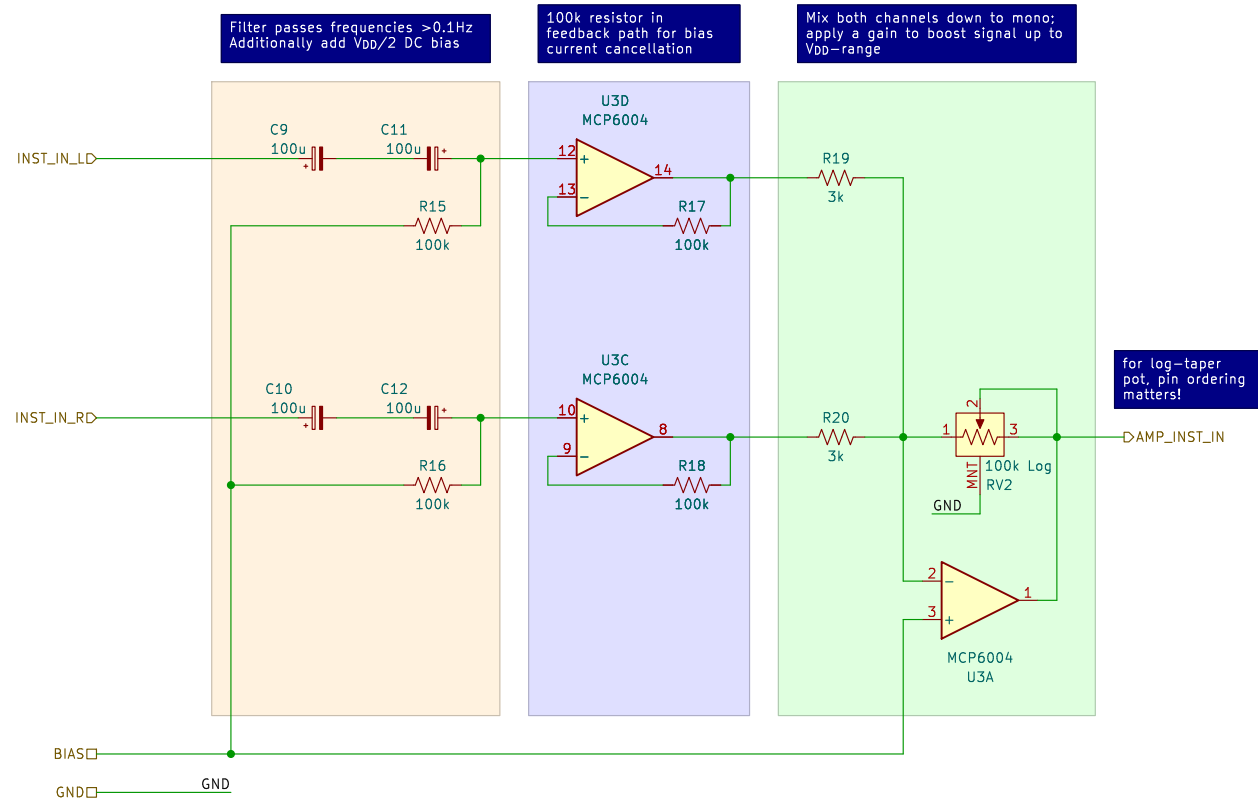 Filter passes frequencies >0.1Hz
Additionally add VDD/2 DC bias
100k resistor in
feedback path for bias
current cancellation
Mix both channels down to mono;
apply a gain to boost signal up to
VDD-range
U3D
MCP6004
C9
100u
+
C11
100u
+
INST_IN_L
12
+
13
−
14
R15
100k
R17
100k
R19
3k
U3C
MCP6004
C10
100u
+
C12
100u
+
INST_IN_R
10
+
9
−
8
R16
100k
R18
100k
R20
3k
for log-taper
pot, pin ordering
matters!
2
1
3
MNT
100k Log
RV2
GND
AMP_INST_IN
2
−
3
+
1
MCP6004
U3A
BIAS
GND
GND